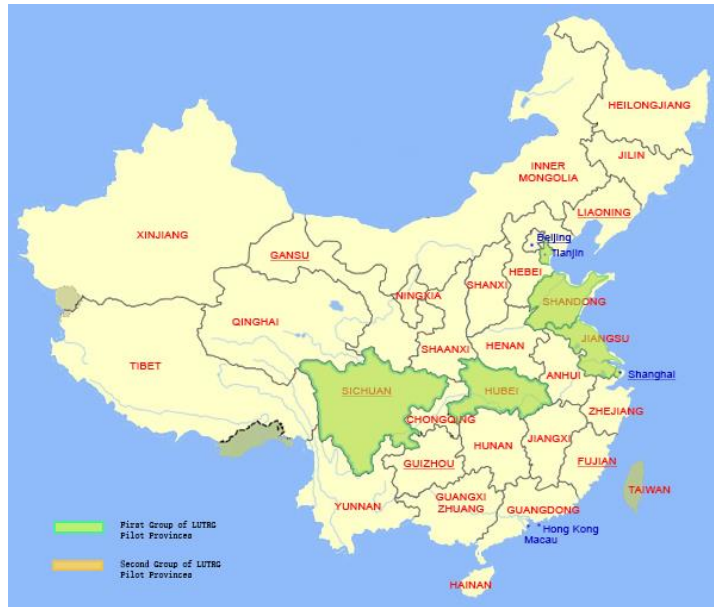 HEILONGJIANG
JILIN
INNER
MONGOLIA
LIAONING
XINJIANG
Beijing
Tianjin
GANSU
HEBEI
SHANXI
NINGXIA
SHANDONG
QINGHAI
SHAANXI
HENAN
JIANGSU
TIBET
ANHUI
Shanghai
SICHUAN
HUBEI
CHONGQING
ZHEJIANG
HUNAN
JIANGXI
GUIZHOU
FUJIAN
TAIWAN
YUNNAN
GUANGXI
ZHUANG
GUANGDONG
Hong Kong
Macau
HAINAN
First Group of LUTRG
Pilot Provinces
Second Group of LUTRG
Pilot Provinces